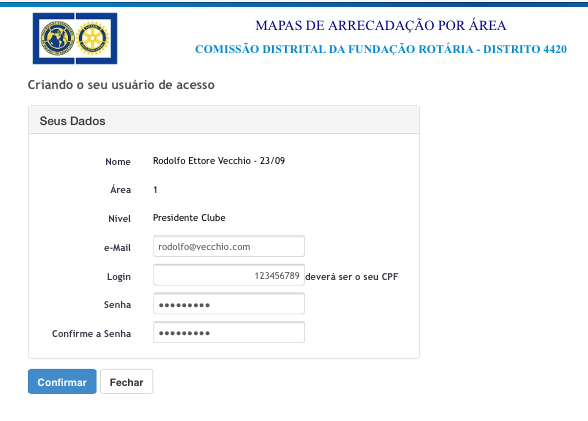 MAPAS DE ARRECADAÇÃO POR ÁREA
COMISSÃO DISTRITAL DA FUNDAÇÃO ROTÁRIA - DISTRITO 4420
Criando o seu usuário de acesso
Seus Dados
Nome Rodolfo Ettore Vecchio - 23/09
Área 1
Nivel Presidente Clube
e-Mail rodolfo@vecchio.com
Login 123456789 deverá ser o seu CPF
Senha •••••••••
Confirme a Senha •••••••••
Confirmar Fechar